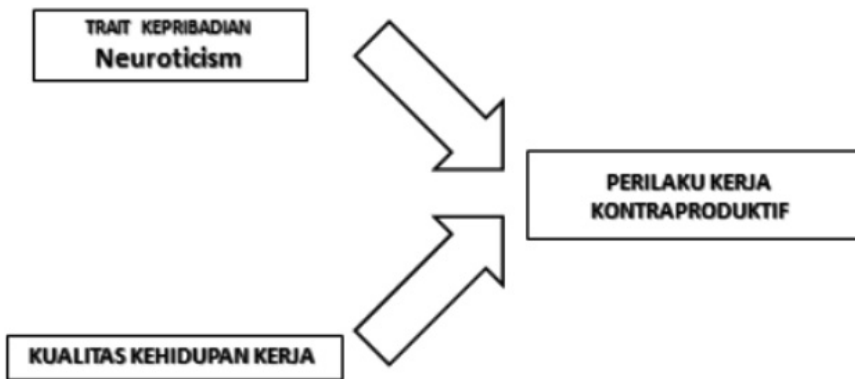 TRAIT KEPRIBADIAN
Neuroticism
PERILAKU KERJA
KONTRAPRODUKTIF
KUALITAS KEHIDUPAN KERJA